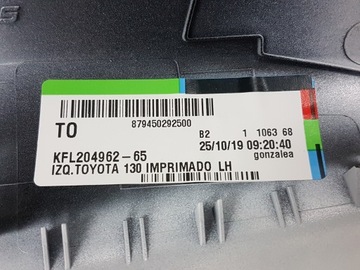 TO
879450292500
B2 1 1063 68
KFL204962-65
25/10/19 09:20:40
IZQ.TOYOTA 130 IMPRIMADO LH
gonzalea